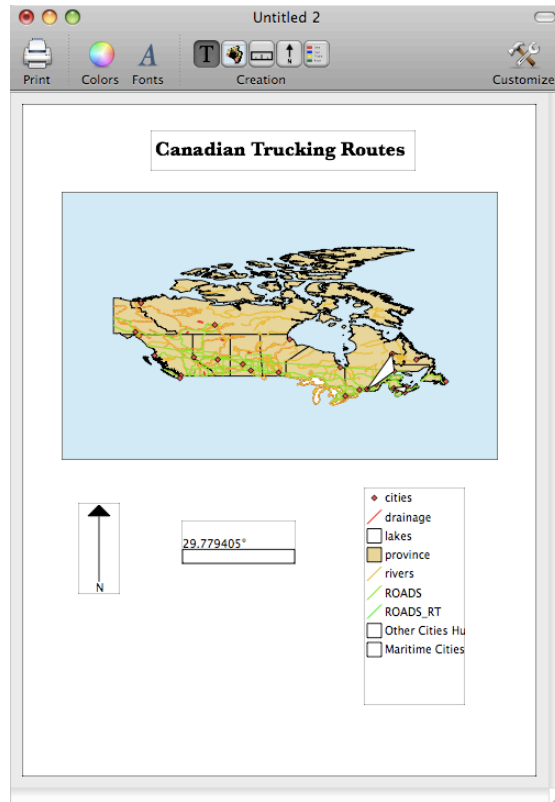 Untitled 2
Print
Colors
Fonts
T
A
N
Creation
Customize
Canadian Trucking Routes
29.779405°
N
cities
drainage
lakes
province
rivers
ROADS
ROADS_RT
Other Cities Hu
Maritime Cities